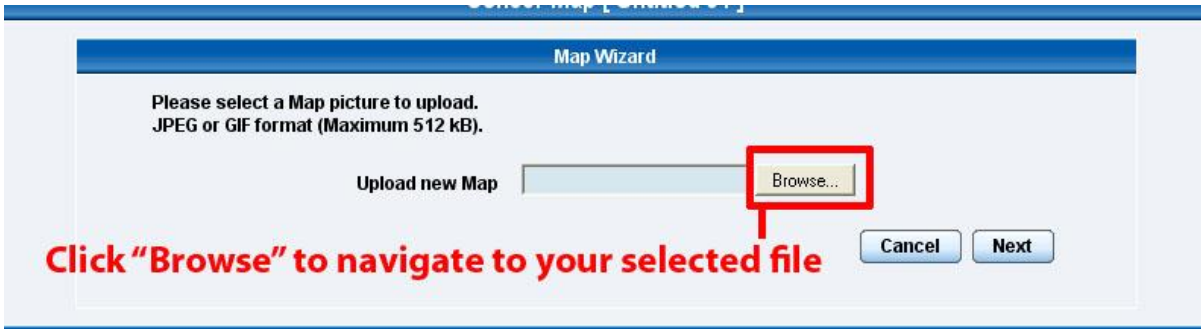 Map Wizard
Please select a Map picture to upload.
JPEG or GIF format (Maximum 512 kB).
Upload new Map
Browse...
Click “Browse” to navigate to your selected file
Cancel
Next